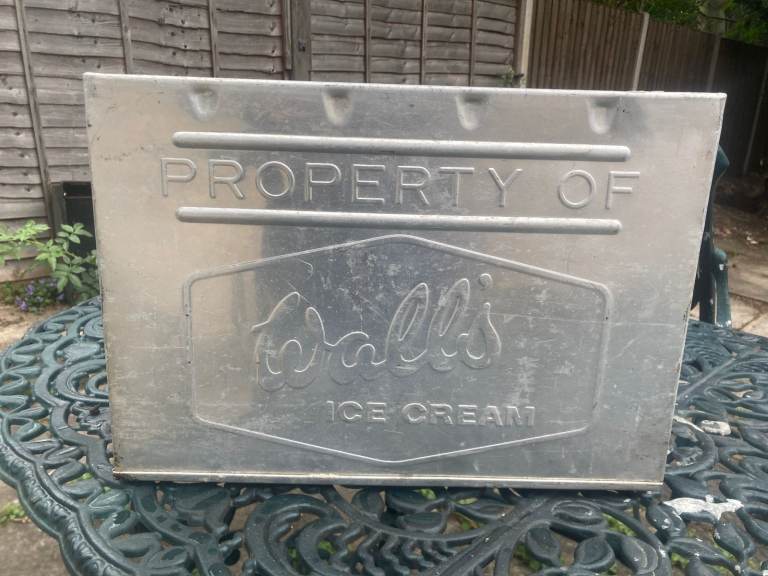 PROPERTY OF
Wall's
ICE CREAM